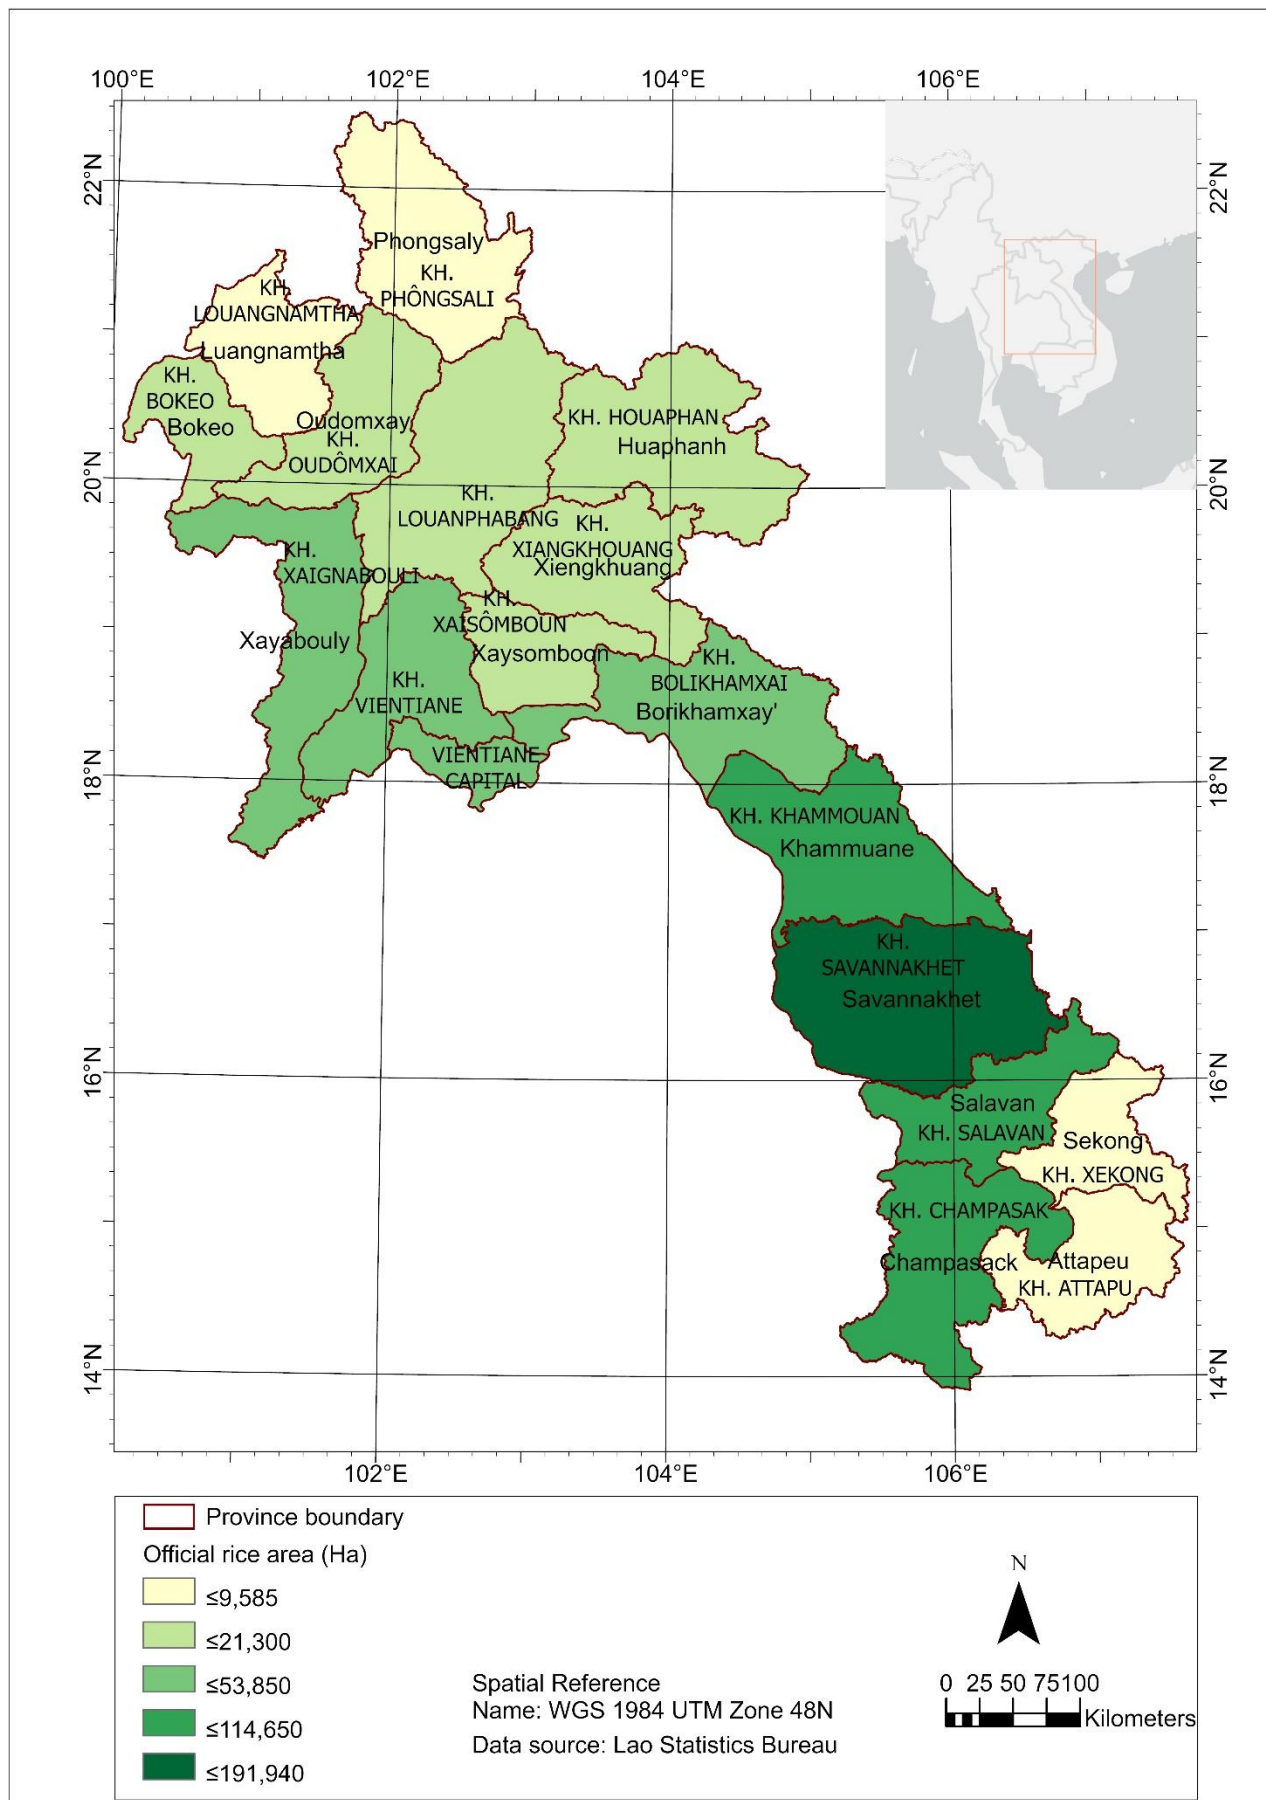 100°E 102°E 104°E 106°E
22°N 22°N
Phongsaly
KH.
PHÔNGSALI
KH.
LOUANGNAMTHA
Luangnamtha
KH.
BOKEO
Bokeo
Oudomxay
KH.
OUDÔMXAI
KH. HOUAPHAN
Huaphanh
20°N 20°N
KH.
LOUANPHABANG
KH.
XIANGKHOUANG
Xiengkhuang
KH.
XAIGNABOULI
Xayabouly
KH.
XAISÔMBOUN
Xaysomboon
KH.
VIENTIANE
KH.
BOLIKHAMXAI
Borikhamxay'
VIENTIANE
CAPITAL
18°N 18°N
KH. KHAMMOUAN
Khammuane
KH.
SAVANNAKHET
Savannakhet
16°N 16°N
Salavan
KH. SALAVAN
Sekong
KH. XEKONG
KH. CHAMPASAK
Champasack
Attapeu
KH. ATTAPU
14°N 14°N
102°E 104°E 106°E
Province boundary
Official rice area (Ha)
≤9,585
≤21,300
≤53,850
≤114,650
≤191,940
Spatial Reference
Name: WGS 1984 UTM Zone 48N
Data source: Lao Statistics Bureau
N
0 25 50 75100
Kilometers